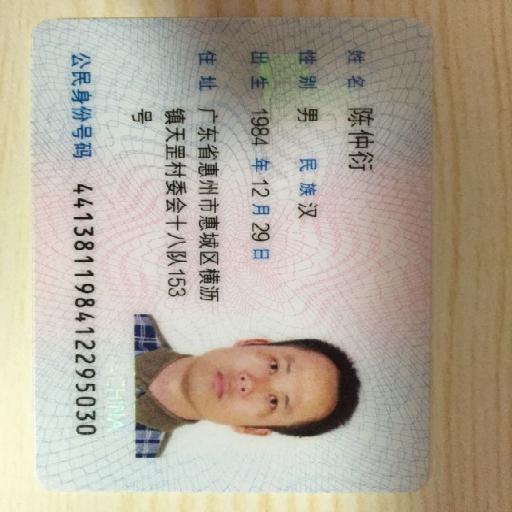 姓名 陈仲衍
性别 男 民族 汉
出生 1984 年 12 月 29 日
住址 广东省惠州市惠城区横沥
镇天罡村委会十八队153
号
公民身份号码 441381198412295030
CHINA